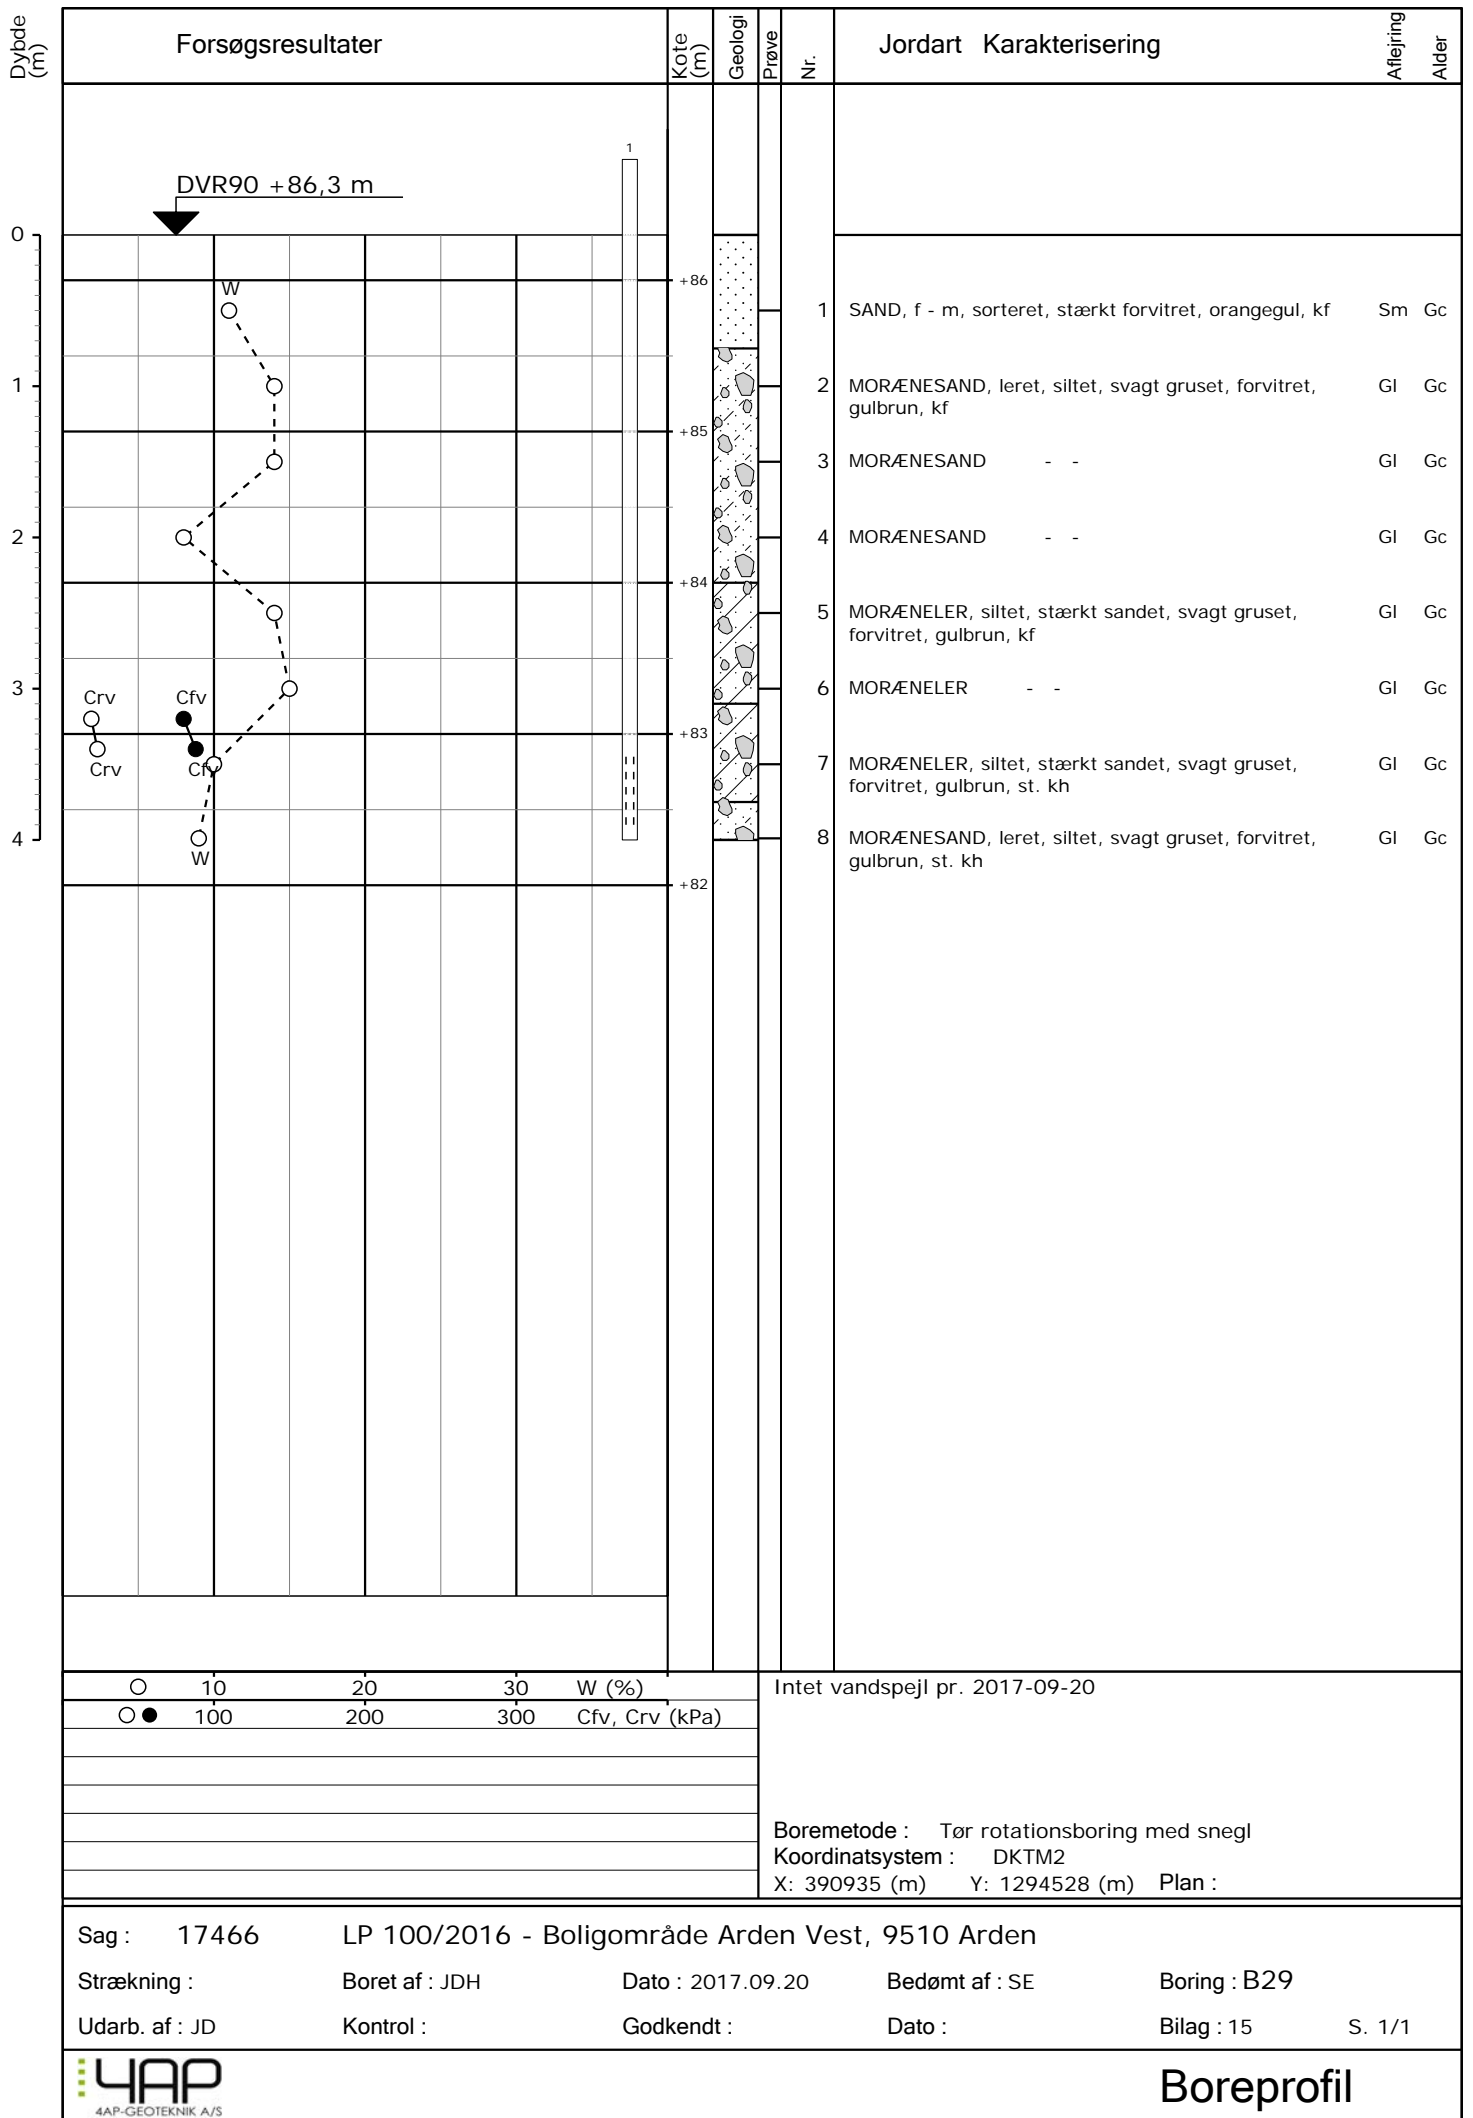 Dybde
(m)
Forsøgsresultater
Kote
(m)
Geologi
Prøve
Nr.
Jordart Karakterisering
Aflejring
Alder
1
DVR90 +86,3 m
0
+86
W
1 SAND, f - m, sorteret, stærkt forvitret, orangegul, kf Sm Gc
1
2 MORÆNESAND, leret, siltet, svagt gruset, forvitret, Gl Gc
gulbrun, kf
+85
3 MORÆNESAND - - Gl Gc
2
4 MORÆNESAND - - Gl Gc
+84
5 MORÆNELER, siltet, stærkt sandet, svagt gruset, Gl Gc
forvitret, gulbrun, kf
3
6 MORÆNELER - - Gl Gc
Crv Cfv
+83
Crv Cfv
7 MORÆNELER, siltet, stærkt sandet, svagt gruset, Gl Gc
forvitret, gulbrun, st. kh
4
W
8 MORÆNESAND, leret, siltet, svagt gruset, forvitret, Gl Gc
gulbrun, st. kh
+82
10 20 30 W (%)
100 200 300 Cfv, Crv (kPa)
Intet vandspejl pr. 2017-09-20
Boremetode : Tør rotationsboring med snegl
Koordinatsystem : DKTM2
X: 390935 (m) Y: 1294528 (m) Plan :
Sag : 17466 LP 100/2016 - Boligområde Arden Vest, 9510 Arden
Strækning : Boret af : JDH Dato : 2017.09.20 Bedømt af : SE Boring : B29
Udarb. af : JD Kontrol : Godkendt : Dato : Bilag : 15 S. 1/1
4AP
4AP-GEOTEKNIK A/S
Boreprofil